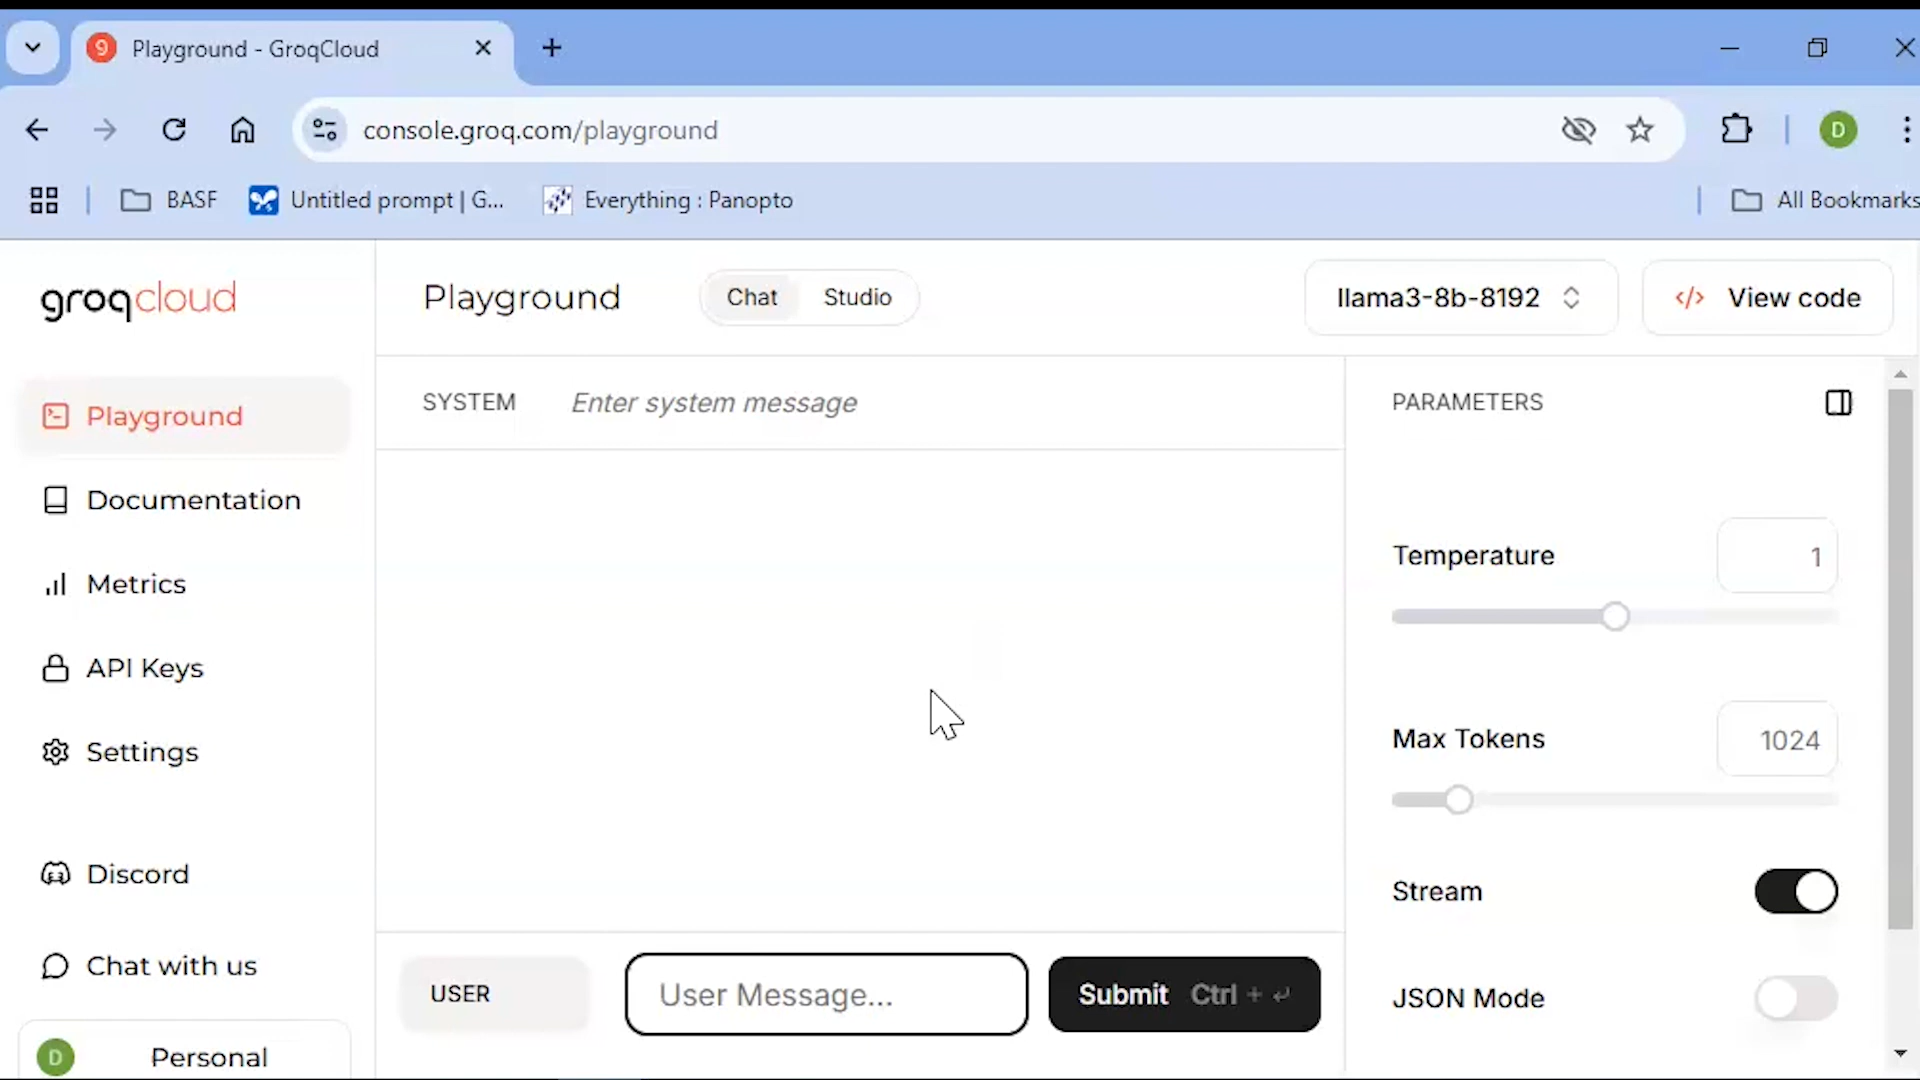 Playground - GroqCloud
console.groq.com/playground
D
BASF
Untitled prompt | G...
Everything : Panopto
All Bookmarks
groqcloud
Playground
Chat
Studio
llama3-8b-8192
</> View code
Playground
SYSTEM
Enter system message
PARAMETERS
Documentation
Temperature
1
Metrics
API Keys
Max Tokens
1024
Settings
Discord
Stream
Chat with us
USER
User Message...
Submit Ctrl + ↵
JSON Mode
D
Personal